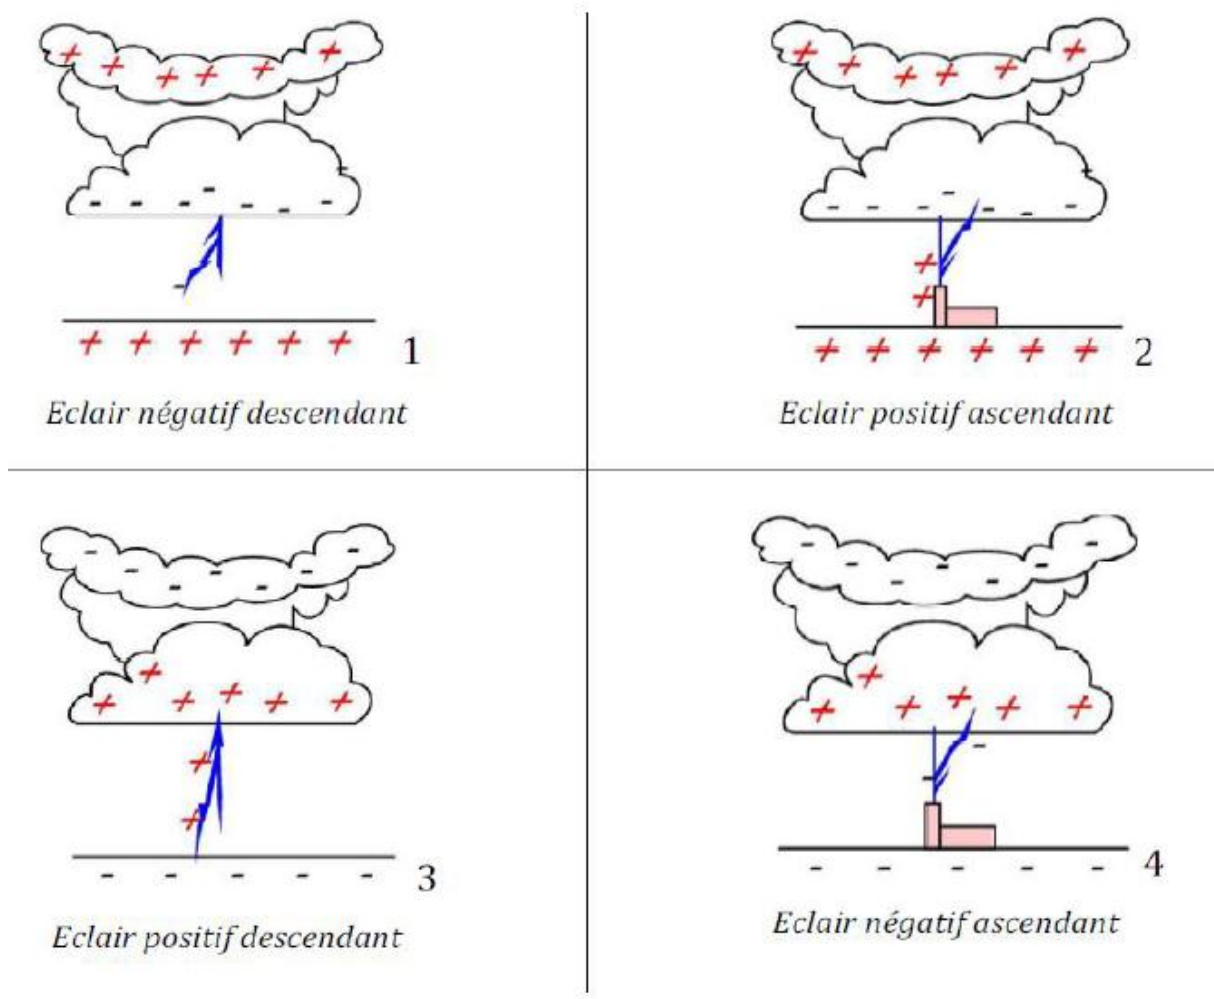 1
Eclair négatif descendant
2
Eclair positif ascendant
3
Eclair positif descendant
4
Eclair négatif ascendant